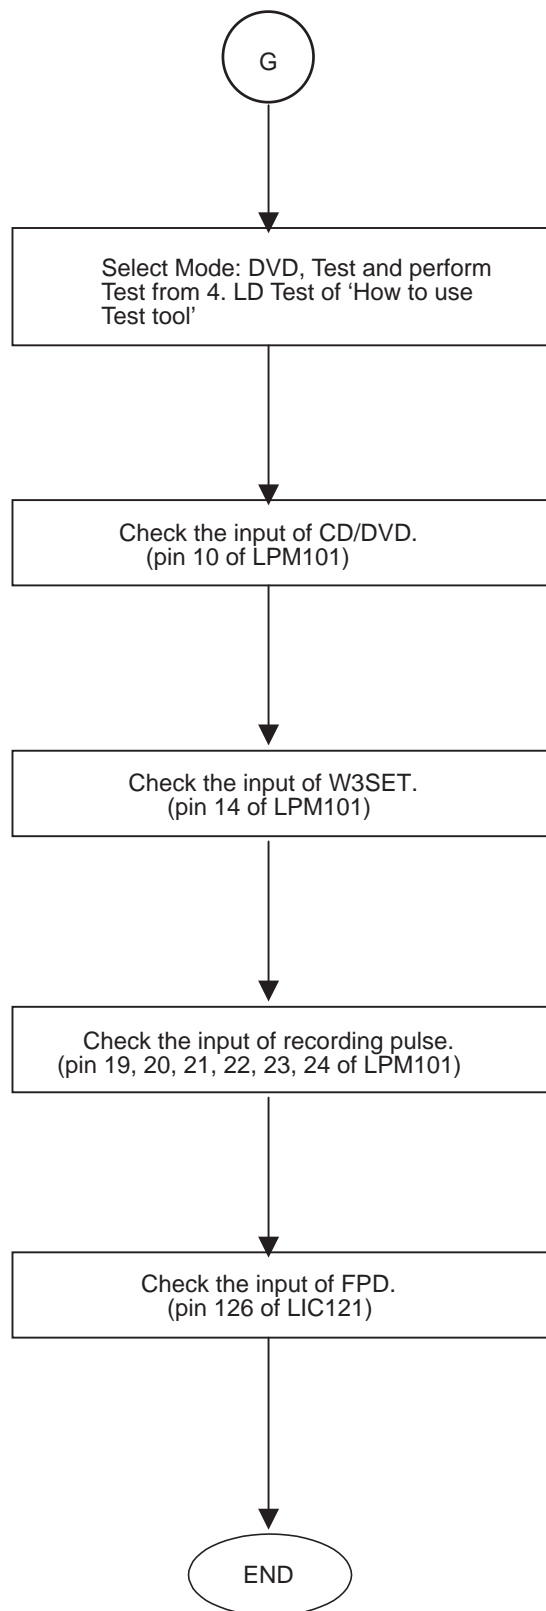 G
Select Mode: DVD, Test and perform
Test from 4. LD Test of ‘How to use
Test tool’
Check the input of CD/DVD.
(pin 10 of LPM101)
Check the input of W3SET.
(pin 14 of LPM101)
Check the input of recording pulse.
(pin 19, 20, 21, 22, 23, 24 of LPM101)
Check the input of FPD.
(pin 126 of LIC121)
END